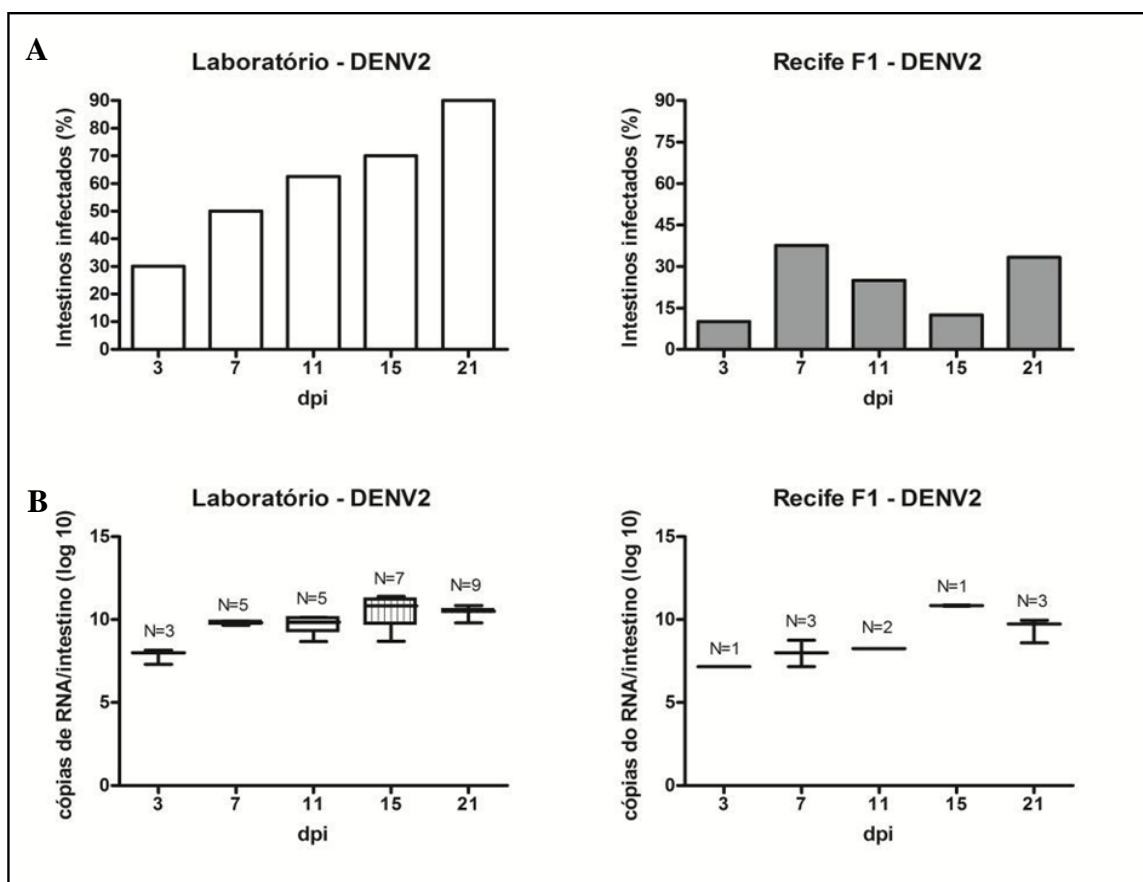 A
Laboratório - DENV2
Intestinos infectados (%)
90
80
70
60
50
40
30
20
10
0
3 7 11 15 21
dpi
Recife F1 - DENV2
Intestinos infectados (%)
90
75
60
45
30
15
0
3 7 11 15 21
dpi
B
Laboratório - DENV2
cópias de RNA/intestino (log 10)
15
10
5
0
N=3 N=5 N=5 N=7 N=9
3 7 11 15 21
dpi
Recife F1 - DENV2
cópias do RNA/intestino (log 10)
15
10
5
0
N=1 N=3 N=2 N=1 N=3
3 7 11 15 21
dpi